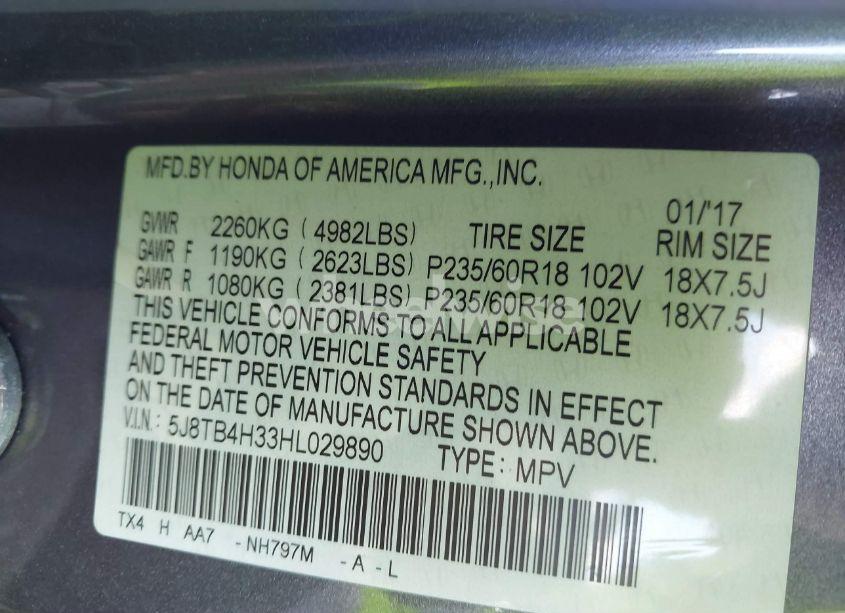 MFD.BY HONDA OF AMERICA MFG.,INC.
01/'17
GVWR 2260KG (4982LBS) TIRE SIZE RIM SIZE
GAWR F 1190KG (2623LBS) P235/60R18 102V 18X7.5J
GAWR R 1080KG (2381LBS) P235/60R18 102V 18X7.5J
THIS VEHICLE CONFORMS TO ALL APPLICABLE
FEDERAL MOTOR VEHICLE SAFETY
AND THEFT PREVENTION STANDARDS IN EFFECT
ON THE DATE OF MANUFACTURE SHOWN ABOVE.
V.I.N.: 5J8TB4H33HL029890 TYPE: MPV
TX4 H AA7 -NH797M -A -L